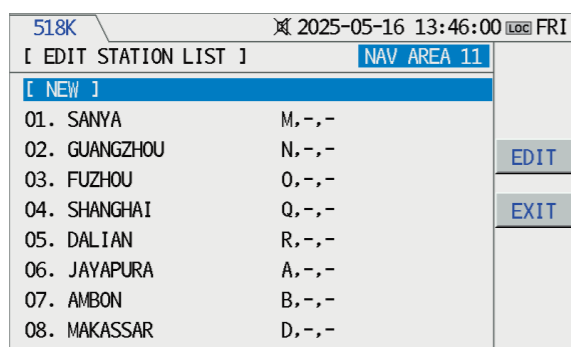 518K 2025-05-16 13:46:00 LOC FRI
[ EDIT STATION LIST ] NAV AREA 11
[ NEW ]
01. SANYA M,-,-
02. GUANGZHOU N,-,-
EDIT
03. FUZHOU O,-,-
04. SHANGHAI Q,-,-
EXIT
05. DALIAN R,-,-
06. JAYAPURA A,-,-
07. AMBON B,-,-
08. MAKASSAR D,-,-